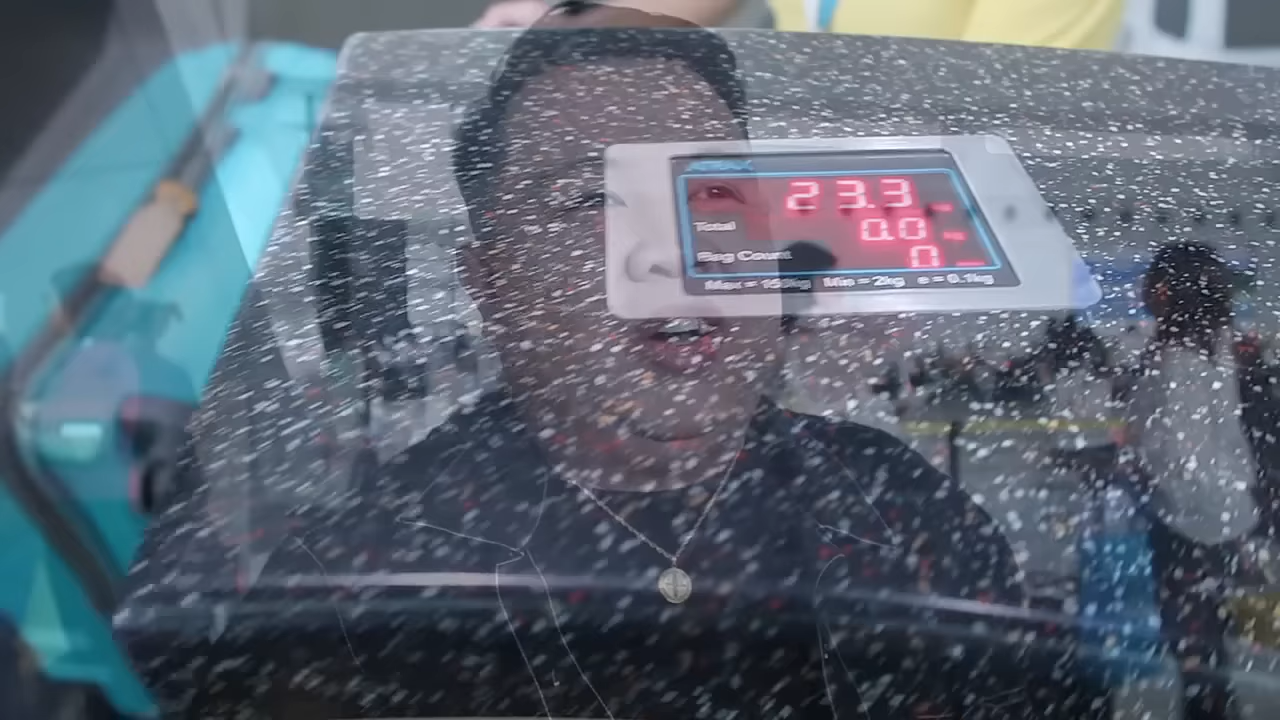 23.3
Total 0.0
Bag Count 0
Max = 150kg Min = 2kg e = 0.1kg